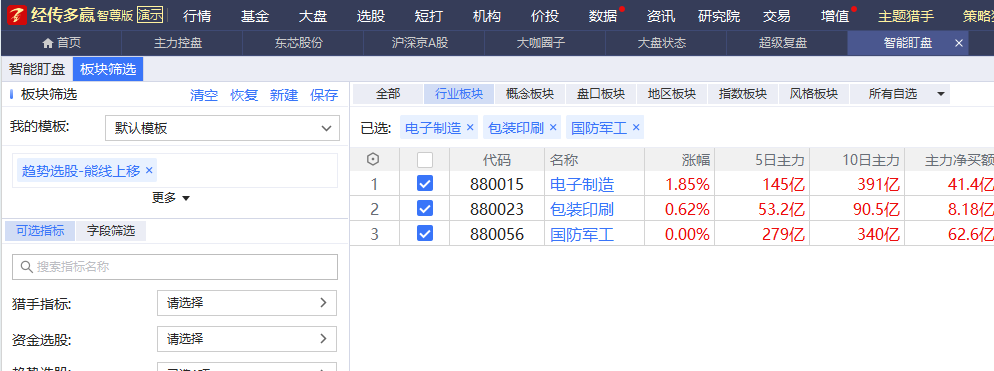 经传多赢 智尊版 演示 行情 基金 大盘 选股 短打 机构 价投 数据 资讯 研究院 交易 增值 主题猎手
首页 主力控盘 东芯股份 沪深京A股 大咖圈子 大盘状态 超级复盘 智能盯盘 ×
智能盯盘 板块筛选
板块筛选 清空 恢复 新建 保存
全部 行业板块 概念板块 盘口板块 地区板块 指数板块 风格板块 所有自选
我的模板: 默认模板
已选: 电子制造 × 包装印刷 × 国防军工 ×
趋势选股-熊线上移 ×
更多
代码 名称 涨幅 5日主力 10日主力 主力净买额
1 880015 电子制造 1.85% 145亿 391亿 41.4亿
2 880023 包装印刷 0.62% 53.2亿 90.5亿 8.18亿
3 880056 国防军工 0.00% 279亿 340亿 62.6亿
可选指标 字段筛选
搜索指标名称
猎手指标: 请选择
资金选股: 请选择